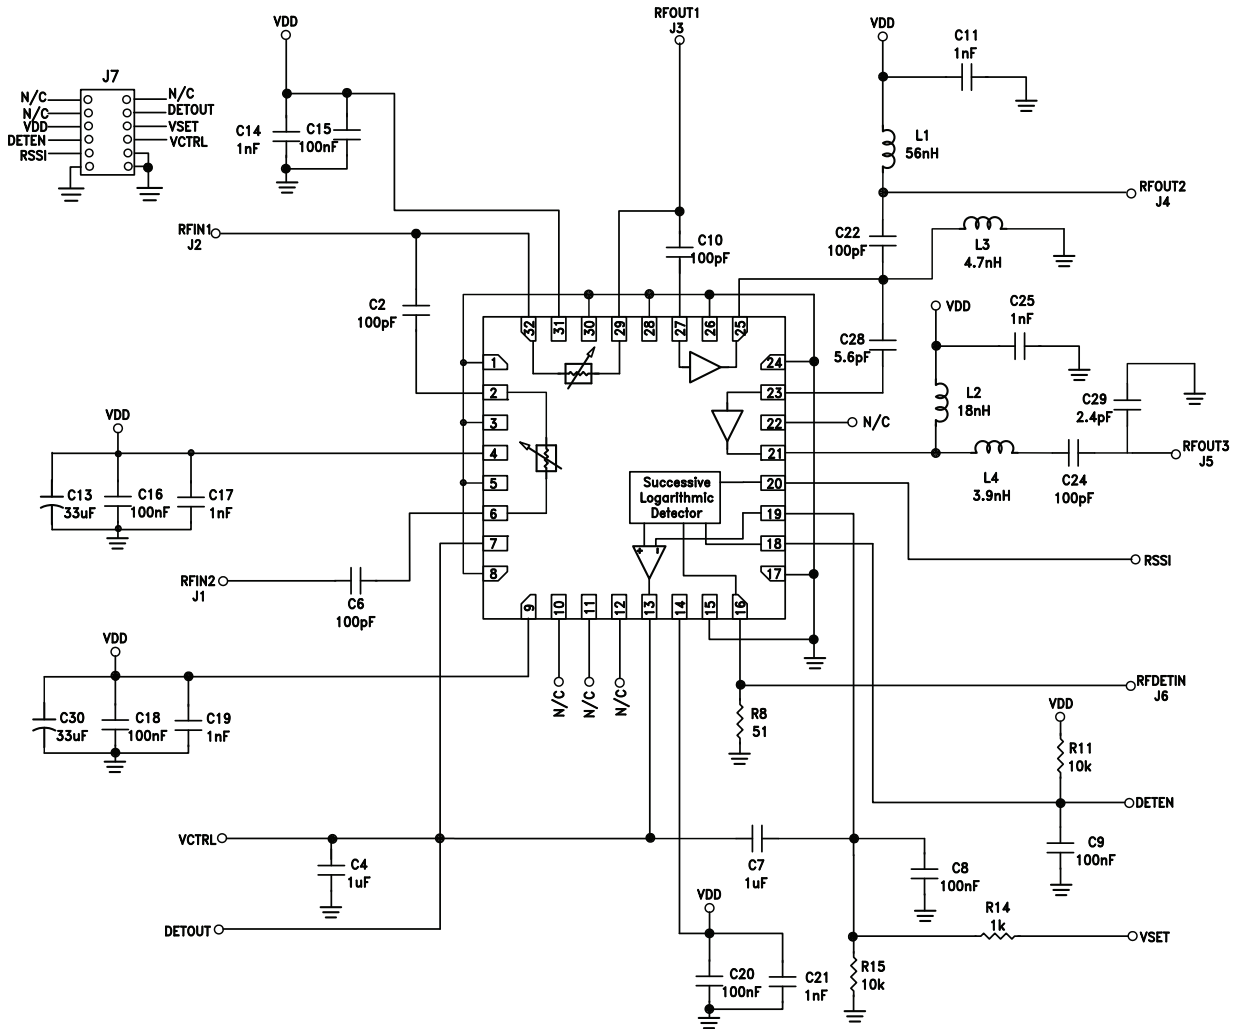 RFOUT1
J3
VDD
VDD
C11
1nF
J7
N/C
N/C
VDD
DETEN
RSSI
N/C
DETOUT
VSET
VCTRL
C14
1nF
C15
100nF
L1
56nH
RFOUT2
J4
RFIN1
J2
C10
100pF
C22
100pF
L3
4.7nH
C2
100pF
VDD
C25
1nF
C28
5.6pF
32
31
30
29
28
27
26
25
1
2
3
4
5
6
7
8
24
23
22
21
20
19
18
17
N/C
L2
18nH
C29
2.4pF
RFOUT3
J5
L4
3.9nH
C24
100pF
VDD
C13
33uF
C16
100nF
C17
1nF
Successive
Logarithmic
Detector
+
-
RSSI
RFIN2
J1
C6
100pF
9
10
11
12
13
14
15
16
N/C
N/C
N/C
VDD
C30
33uF
C18
100nF
C19
1nF
RFDETIN
J6
R8
51
VDD
R11
10k
DETEN
C9
100nF
VCTRL
C4
1uF
C7
1uF
C8
100nF
DETOUT
VDD
C20
100nF
C21
1nF
R14
1k
VSET
R15
10k